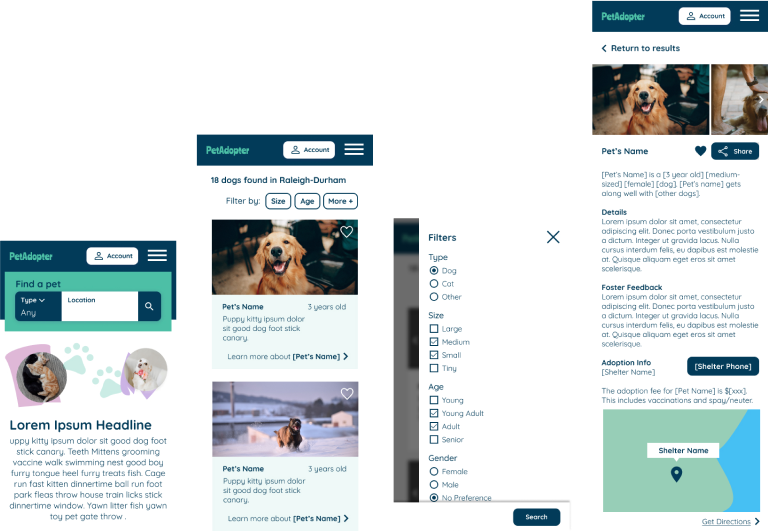 PetAdopter
Account
Find a pet
Type
Location
Any
Lorem Ipsum Headline
uppy kitty ipsum dolor sit good dog foot
stick canary. Teeth Mittens grooming
vaccine walk swimming nest good boy
furry tongue heel furry treats fish. Cage
run fast kitten dinnertime ball run foot
park fleas throw house train licks stick
dinnertime window. Yawn litter fish yawn
toy pet gate throw .
PetAdopter
Account
18 dogs found in Raleigh-Durham
Filter by:
Size
Age
More +
Pet's Name
3 years old
Puppy kitty ipsum dolor
sit good dog foot stick
canary.
Learn more about [Pet's Name]
Pet's Name
3 years old
Puppy kitty ipsum dolor
sit good dog foot stick
canary.
Learn more about [Pet's Name]
Filters
Type
Dog
Cat
Other
Size
Large
Medium
Small
Tiny
Age
Young
Young Adult
Adult
Senior
Gender
Female
Male
No Preference
Search
PetAdopter
Account
Return to results
Pet's Name
Share
[Pet's Name] is a [3 year old] [medium-
sized] [female] [dog]. [Pet's name] gets
along well with [other dogs].
Details
Lorem ipsum dolor sit amet, consectetur
adipiscing elit. Donec porta vestibulum justo
a dictum. Integer ut gravida lacus. Nulla
cursus interdum felis, eu dapibus est molestie
at. Quisque aliquam eget eros sit amet
scelerisque.
Foster Feedback
Lorem ipsum dolor sit amet, consectetur
adipiscing elit. Donec porta vestibulum justo
a dictum. Integer ut gravida lacus. Nulla
cursus interdum felis, eu dapibus est molestie
at. Quisque aliquam eget eros sit amet
scelerisque.
Adoption Info
[Shelter Name]
[Shelter Phone]
The adoption fee for [Pet Name] is $[xxx].
This includes vaccinations and spay/neuter.
Shelter Name
Get Directions